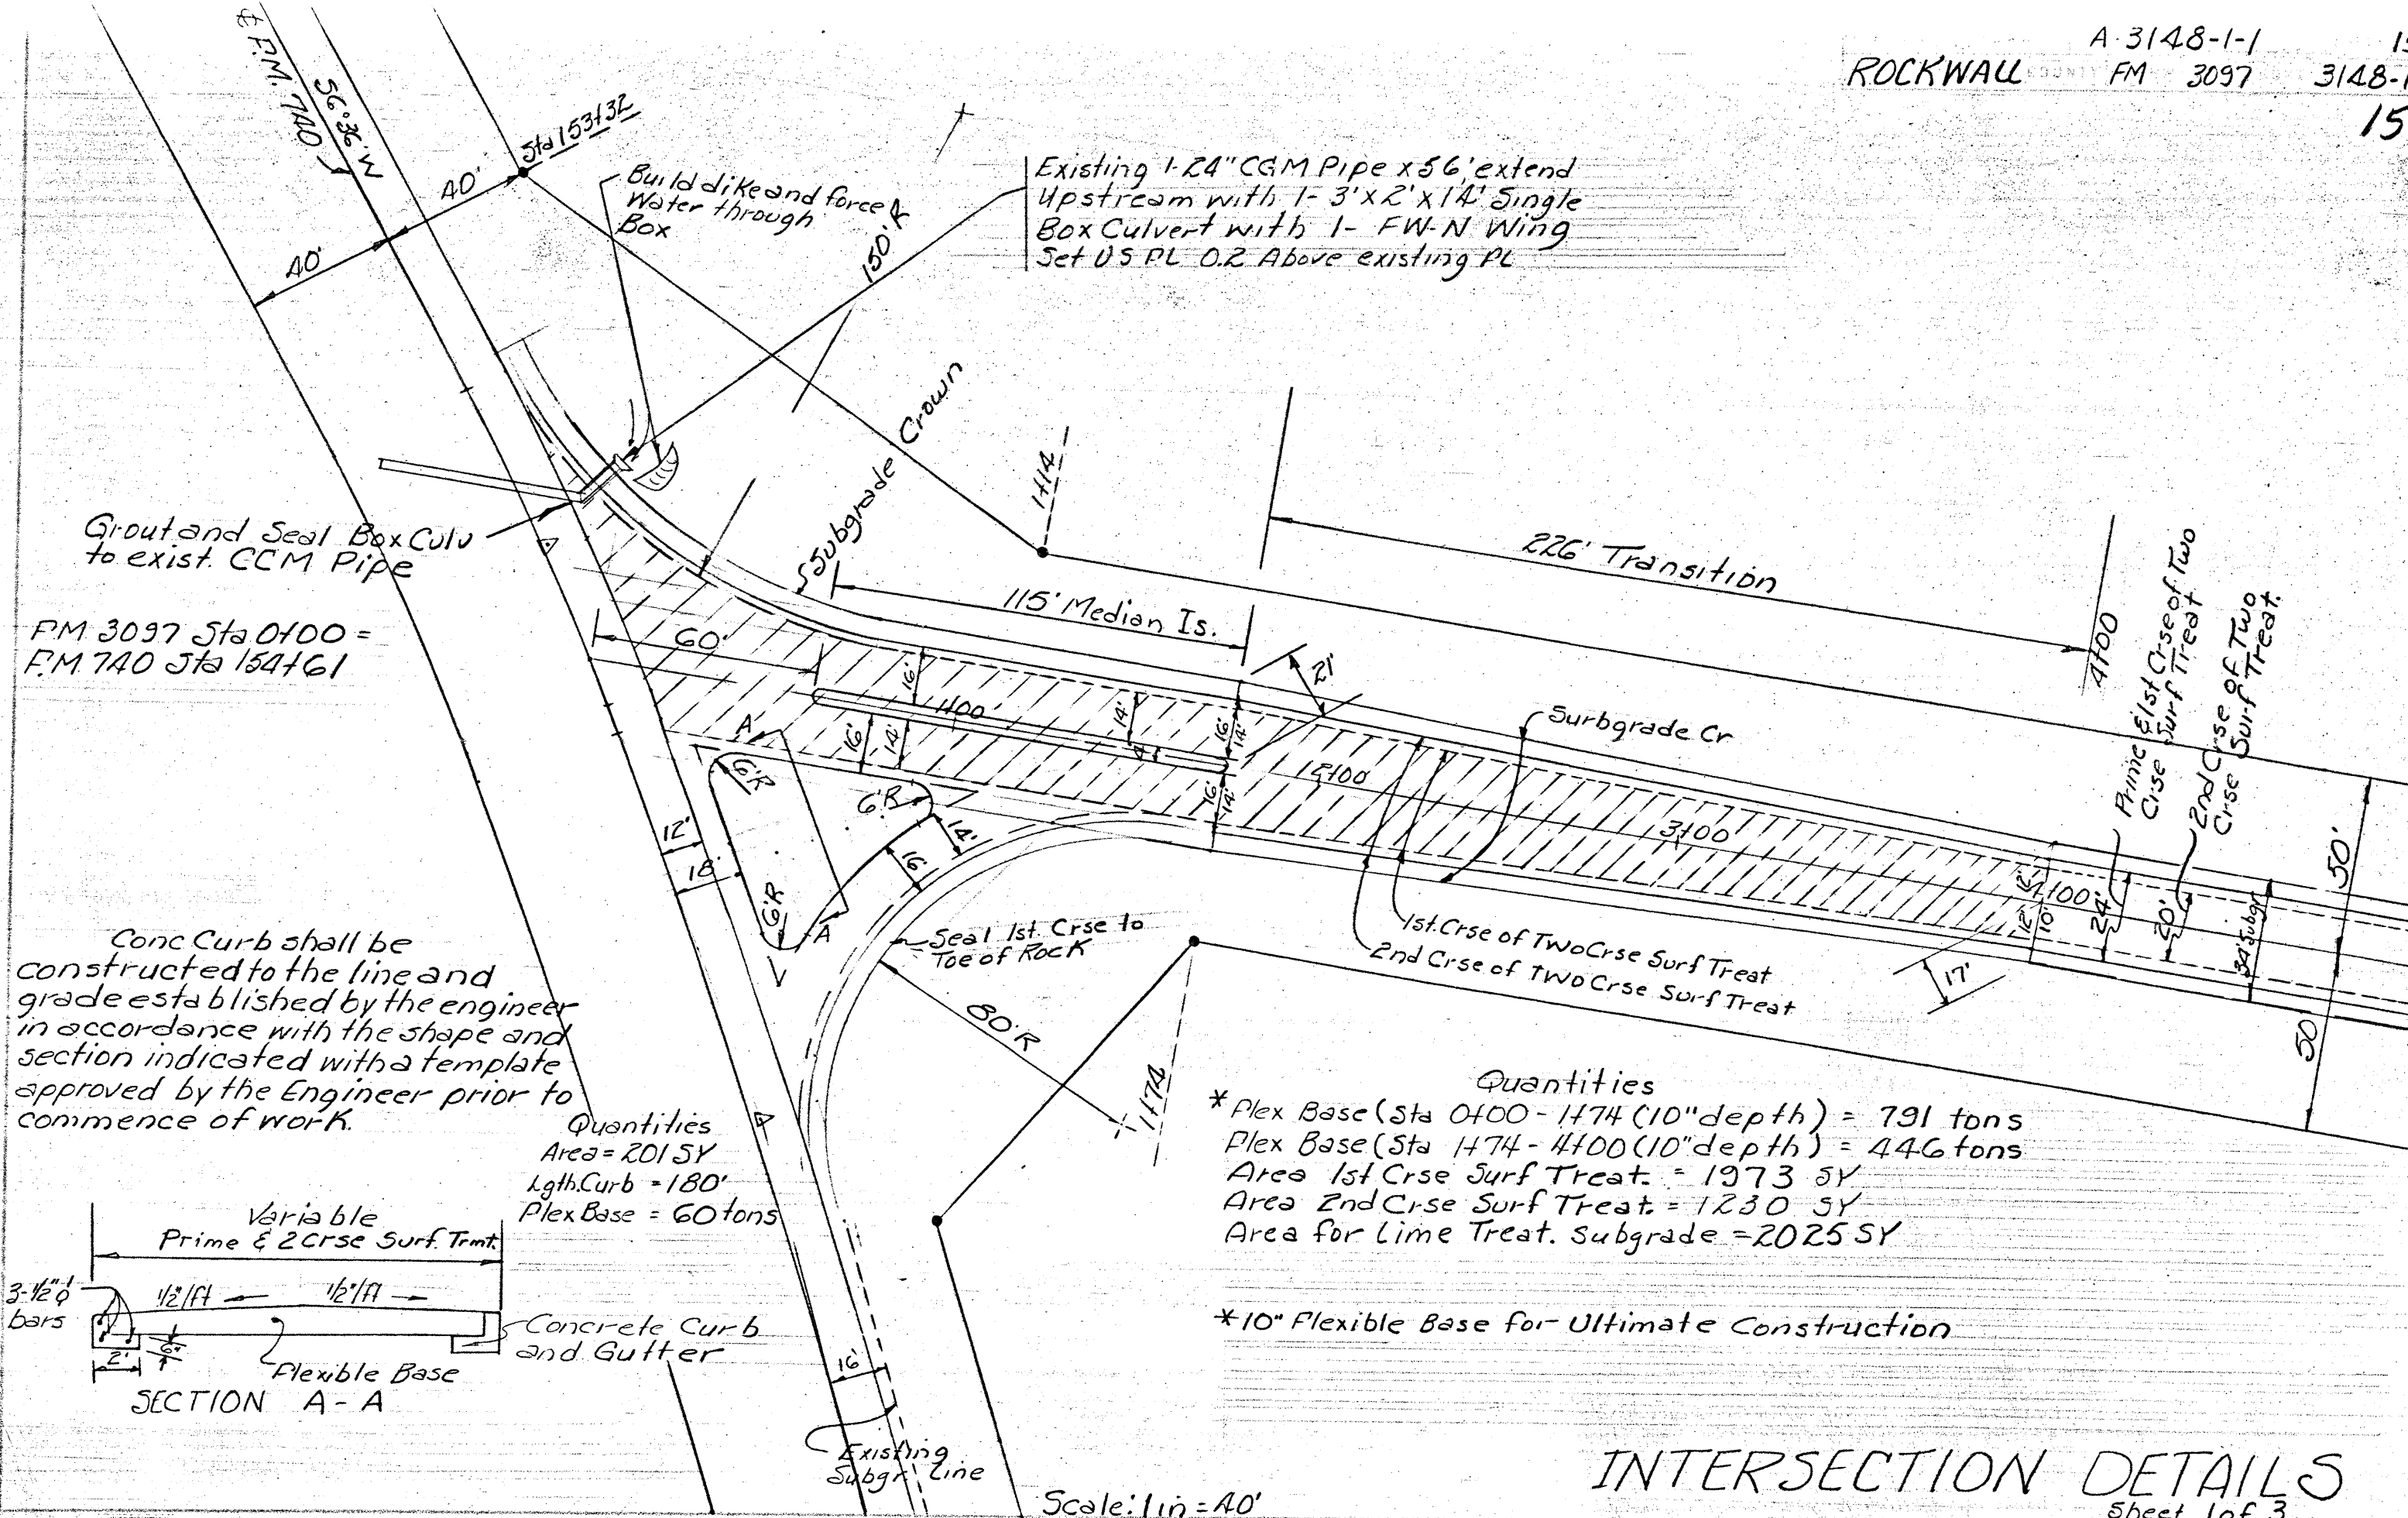 A-3148-1-1
ROCKWALL FM 3097
15
₠ F.M. 740
S6°36'W
40'
40'
Sta 153+32
Build dike and force
Water through
Box
150' R
Existing 1-24" CGM Pipe x 56', extend
Upstream with 1- 3'x2'x14' Single
Box Culvert with 1- FW-N Wing
Set US FL 0.2 Above existing FL
Grout and Seal Box Culv
to exist. CGM Pipe
FM 3097 Sta 0+00 =
F.M. 740 Sta 154+61
Subgrade Crown
1+14
226' Transition
4+00
115' Median Is.
60'
16'
1+00
14'
16'
14'
4'
16'
14'
16'
14'
21'
Surbgrade Cr
2+00
3+00
4+00
Prime & 1st Crse of Two
Crse Surf Treat
2nd Crse of Two
Crse Surf Treat.
12'
12'
10'
24'
20'
34' Subgr
50'
50'
17'
A
A
6'R
6'R
6'R
14'
16'
12'
18'
Seal 1st. Crse to
Toe of Rock
80' R
1+74
1st. Crse of Two Crse Surf Treat
2nd Crse of Two Crse Surf Treat
Conc Curb shall be
constructed to the line and
grade established by the engineer
in accordance with the shape and
section indicated with a template
approved by the Engineer prior to
commence of work.
Quantities
Area = 201 SY
Lgth. Curb = 180'
Flex Base = 60 tons
Quantities
* Flex Base (Sta 0+00 - 1+74 (10" depth) = 791 tons
Flex Base (Sta 1+74 - 4+00 (10" depth) = 446 tons
Area 1st Crse Surf Treat. = 1973 SY
Area 2nd Crse Surf Treat. = 1230 SY
Area for Lime Treat. Subgrade = 2025 SY
* 10" Flexible Base for Ultimate Construction
Variable
Prime & 2 Crse Surf. Trmt.
3-1/2" φ
bars
1/2"/ft
1/2"/ft
2'
6"
Flexible Base
Concrete Curb
and Gutter
SECTION A-A
16'
Existing
Subgr. Line
Scale: 1 in = 40'
INTERSECTION DETAILS
Sheet 1 of 3